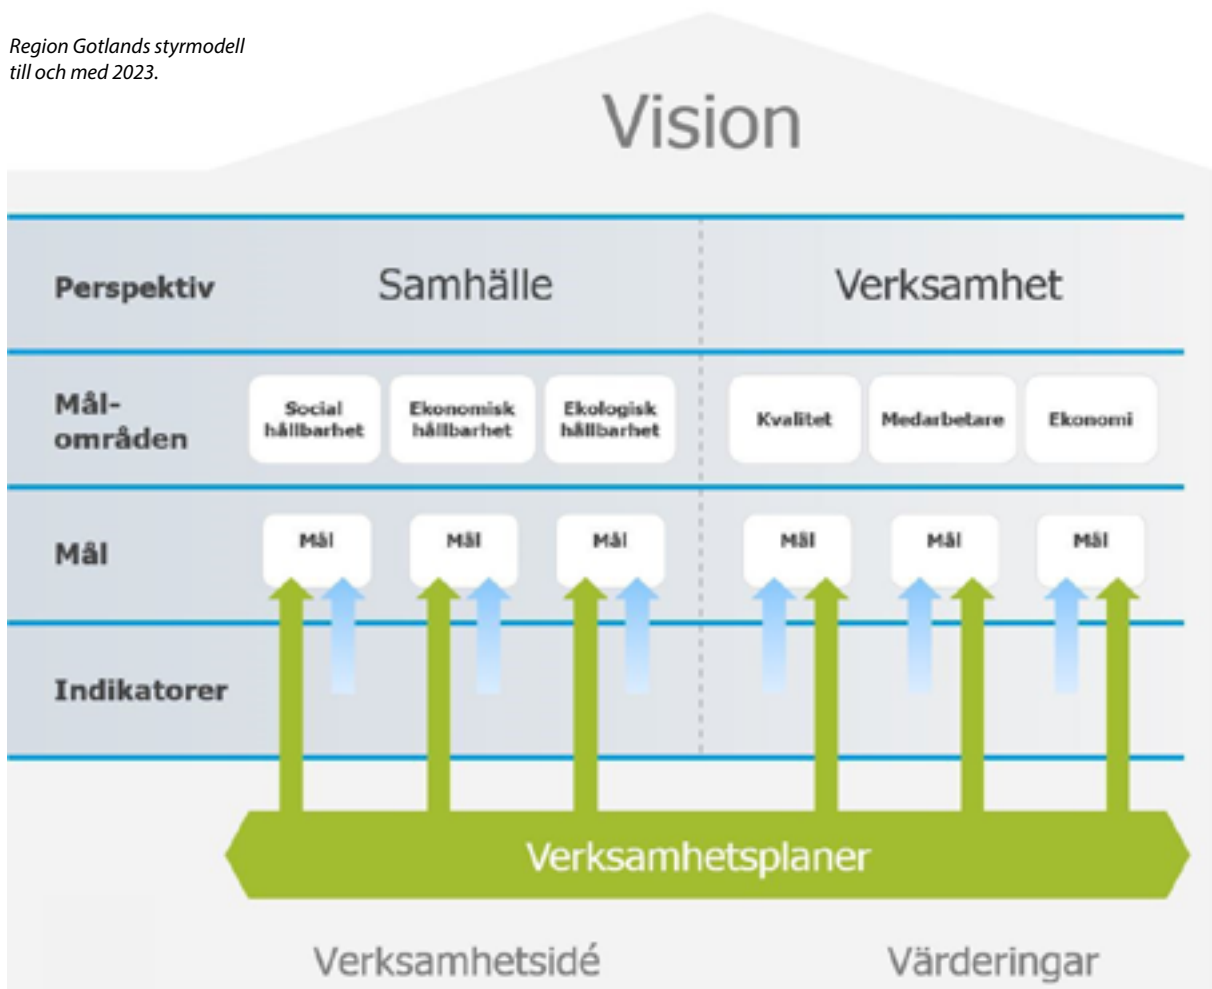 Region Gotlands styrmodell
till och med 2023.
Vision
Perspektiv
Samhälle
Verksamhet
Mål-
områden
Social
hållbarhet
Ekonomisk
hållbarhet
Ekologisk
hållbarhet
Kvalitet
Medarbetare
Ekonomi
Mål
Mål
Mål
Mål
Mål
Mål
Mål
Indikatorer
Verksamhetsplaner
Verksamhetsidé
Värderingar